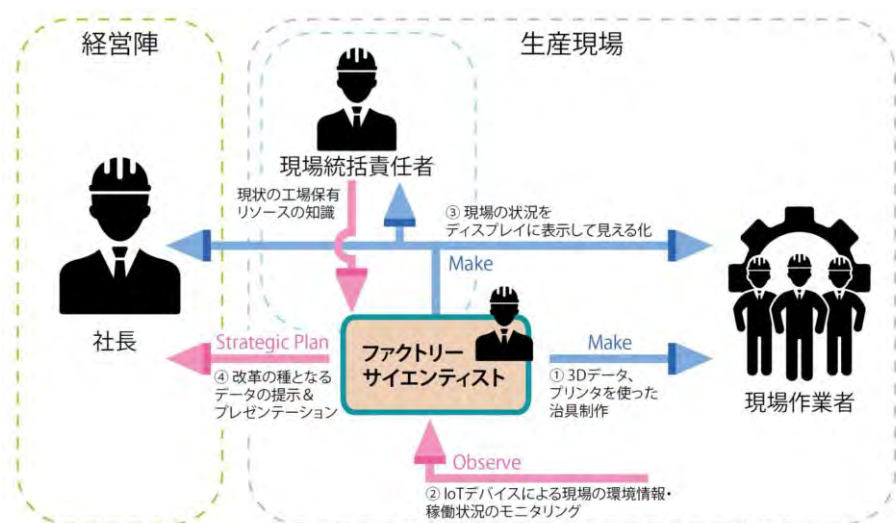 経営陣
生産現場
現場統括責任者
現状の工場保有
リソースの知識
③ 現場の状況を
ディスプレイに表示して見える化
Make
社長
Strategic Plan
④ 改革の種となる
データの提示&
プレゼンテーション
ファクトリー
サイエンティスト
Make
① 3Dデータ、
プリンタを使った
治具制作
現場作業者
Observe
② IoTデバイスによる現場の環境情報・
稼働状況のモニタリング